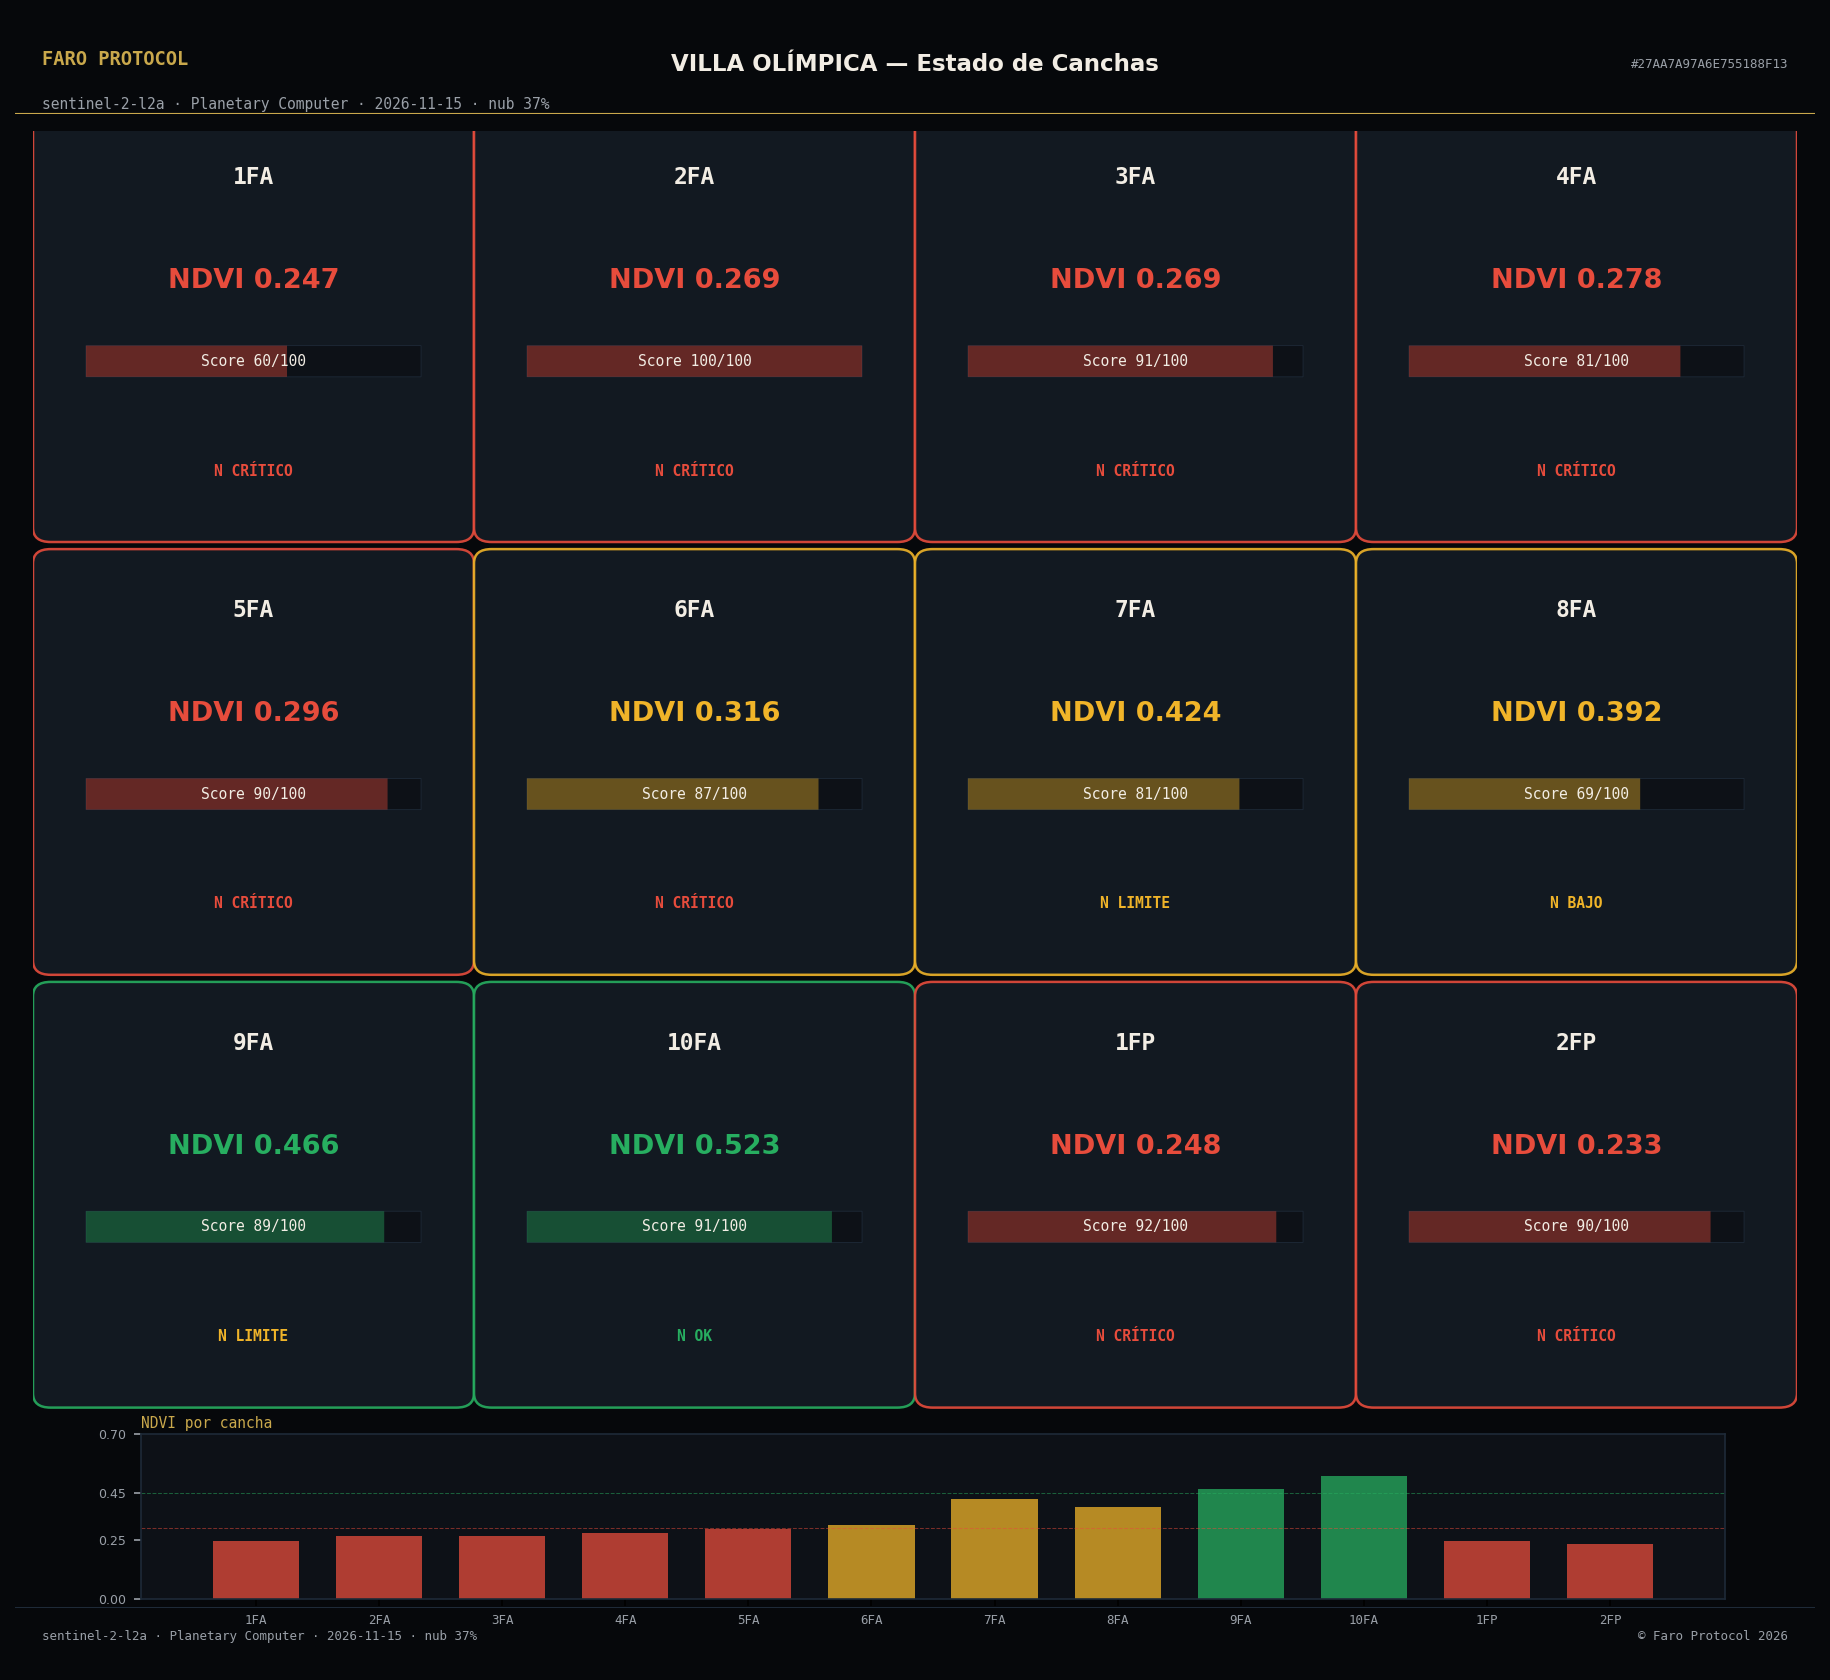 FARO PROTOCOL
VILLA OLÍMPICA — Estado de Canchas
#27AA7A97A6E755188F13
sentinel-2-l2a · Planetary Computer · 2026-11-15 · nub 37%
1FA
2FA
3FA
4FA
NDVI 0.247
NDVI 0.269
NDVI 0.269
NDVI 0.278
Score 60/100
Score 100/100
Score 91/100
Score 81/100
N CRÍTICO
N CRÍTICO
N CRÍTICO
N CRÍTICO
5FA
6FA
7FA
8FA
NDVI 0.296
NDVI 0.316
NDVI 0.424
NDVI 0.392
Score 90/100
Score 87/100
Score 81/100
Score 69/100
N CRÍTICO
N CRÍTICO
N LIMITE
N BAJO
9FA
10FA
1FP
2FP
NDVI 0.466
NDVI 0.523
NDVI 0.248
NDVI 0.233
Score 89/100
Score 91/100
Score 92/100
Score 90/100
N LIMITE
N OK
N CRÍTICO
N CRÍTICO
NDVI por cancha
0.70
0.45
0.25
0.00
1FA 2FA 3FA 4FA 5FA 6FA 7FA 8FA 9FA 10FA 1FP 2FP
sentinel-2-l2a · Planetary Computer · 2026-11-15 · nub 37%
© Faro Protocol 2026